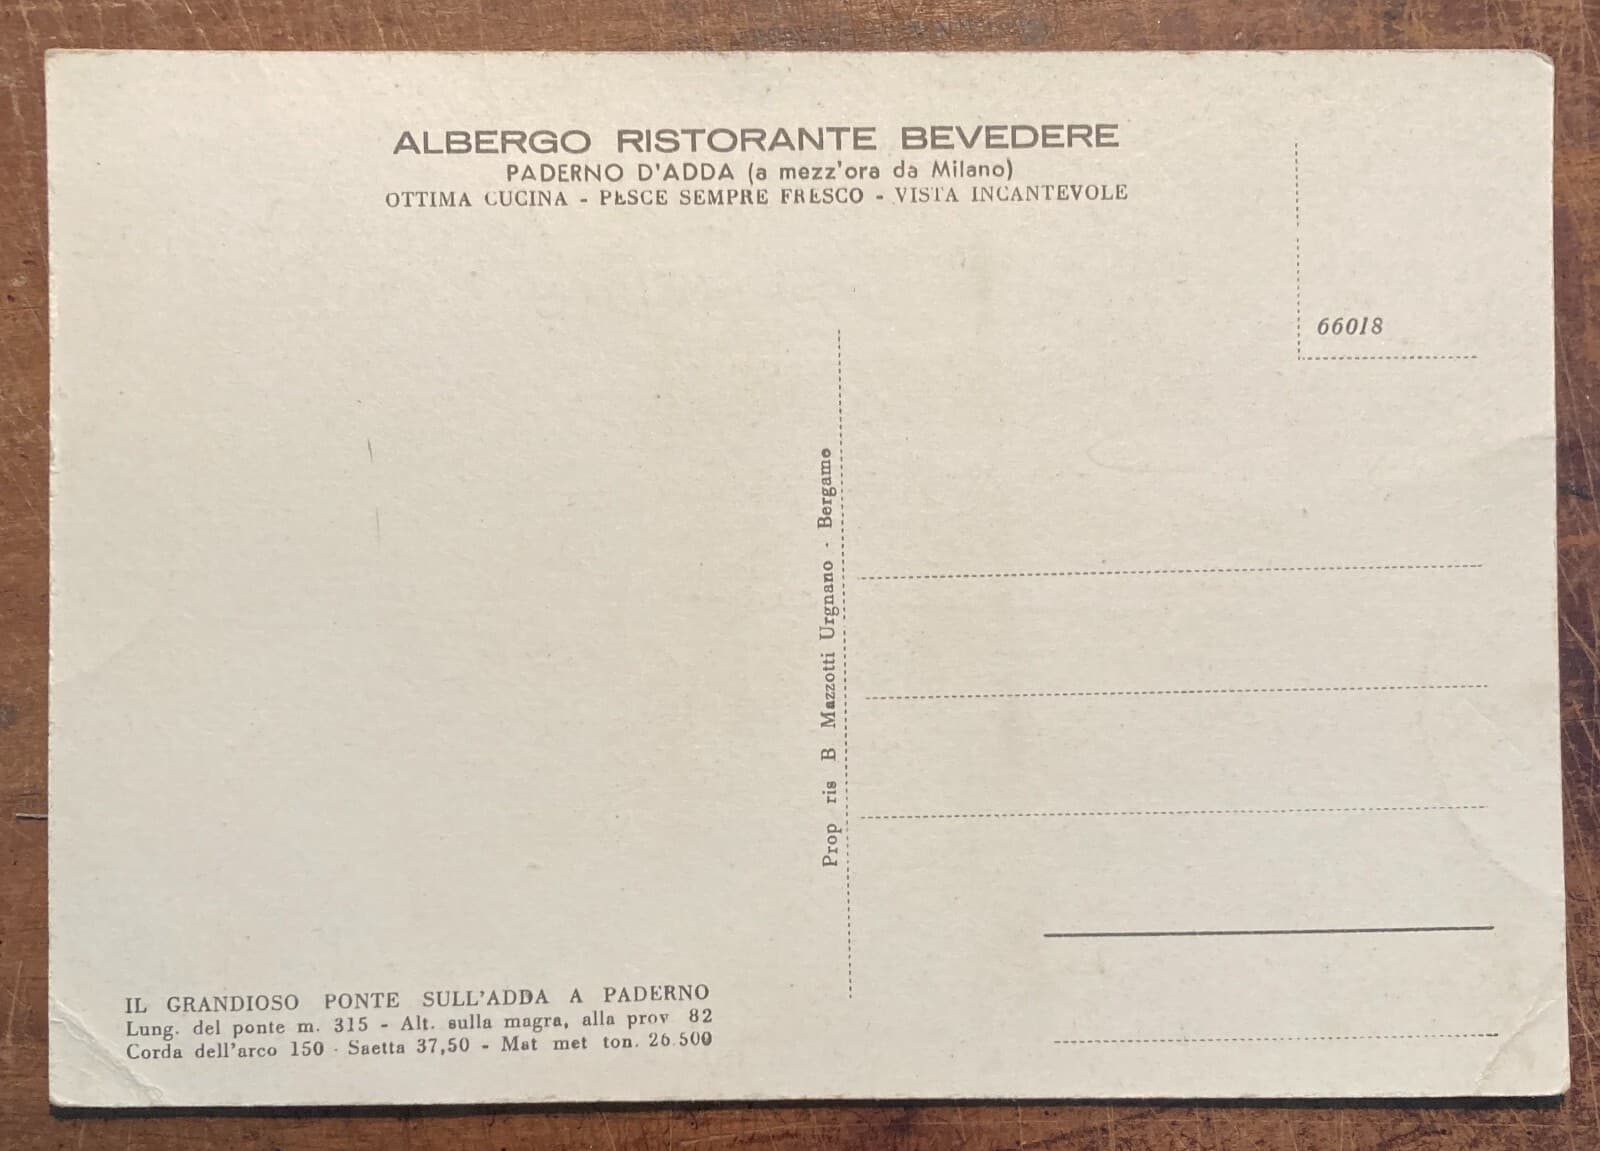 ALBERGO RISTORANTE BEVEDERE
PADERNO D'ADDA (a mezz'ora da Milano)
OTTIMA CUCINA - PESCE SEMPRE FRESCO - VISTA INCANTEVOLE
66018
Prop ris B Mazzotti Urgnano - Bergamo
IL GRANDIOSO PONTE SULL'ADDA A PADERNO
Lung. del ponte m. 315 - Alt. sulla magra, alla prov 82
Corda dell'arco 150 - Saetta 37,50 - Mat met ton. 26.500